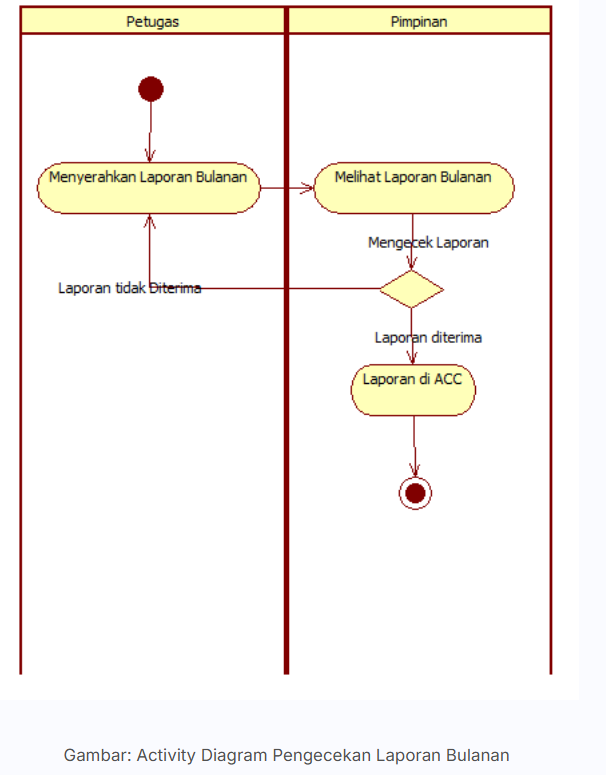 Petugas
Pimpinan
Menyerahkan Laporan Bulanan
Melihat Laporan Bulanan
Mengecek Laporan
Laporan tidak Diterima
Laporan diterima
Laporan di ACC
Gambar: Activity Diagram Pengecekan Laporan Bulanan